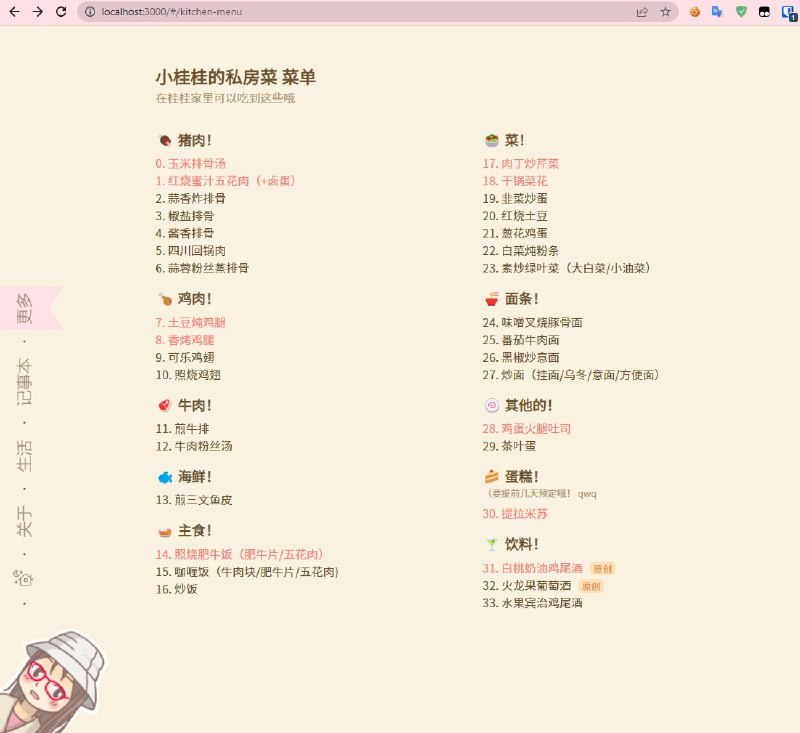 localhost:3000/#/kitchen-menu
1
小桂桂的私房菜 菜单
在桂桂家里可以吃到这些哦
猪肉！
0. 玉米排骨汤
1. 红烧蜜汁五花肉（+卤蛋）
2. 蒜香炸排骨
3. 椒盐排骨
4. 酱香排骨
5. 四川回锅肉
6. 蒜蓉粉丝蒸排骨
鸡肉！
7. 土豆炖鸡腿
8. 香烤鸡腿
9. 可乐鸡翅
10. 照烧鸡翅
牛肉！
11. 煎牛排
12. 牛肉粉丝汤
海鲜！
13. 煎三文鱼皮
主食！
14. 照烧肥牛饭（肥牛片/五花肉）
15. 咖喱饭（牛肉块/肥牛片/五花肉)
16. 炒饭
菜！
17. 肉丁炒芹菜
18. 干锅菜花
19. 韭菜炒蛋
20. 红烧土豆
21. 葱花鸡蛋
22. 白菜炖粉条
23. 素炒绿叶菜（大白菜/小油菜）
面条！
24. 味噌叉烧豚骨面
25. 番茄牛肉面
26. 黑椒炒意面
27. 炒面（挂面/乌冬/意面/方便面）
其他的！
28. 鸡蛋火腿吐司
29. 茶叶蛋
蛋糕！
（要提前几天预定哦！ qwq
30. 提拉米苏
饮料！
31. 白桃奶油鸡尾酒 原创
32. 火龙果葡萄酒 原创
33. 水果宾治鸡尾酒
更多
记事本
生活
关于